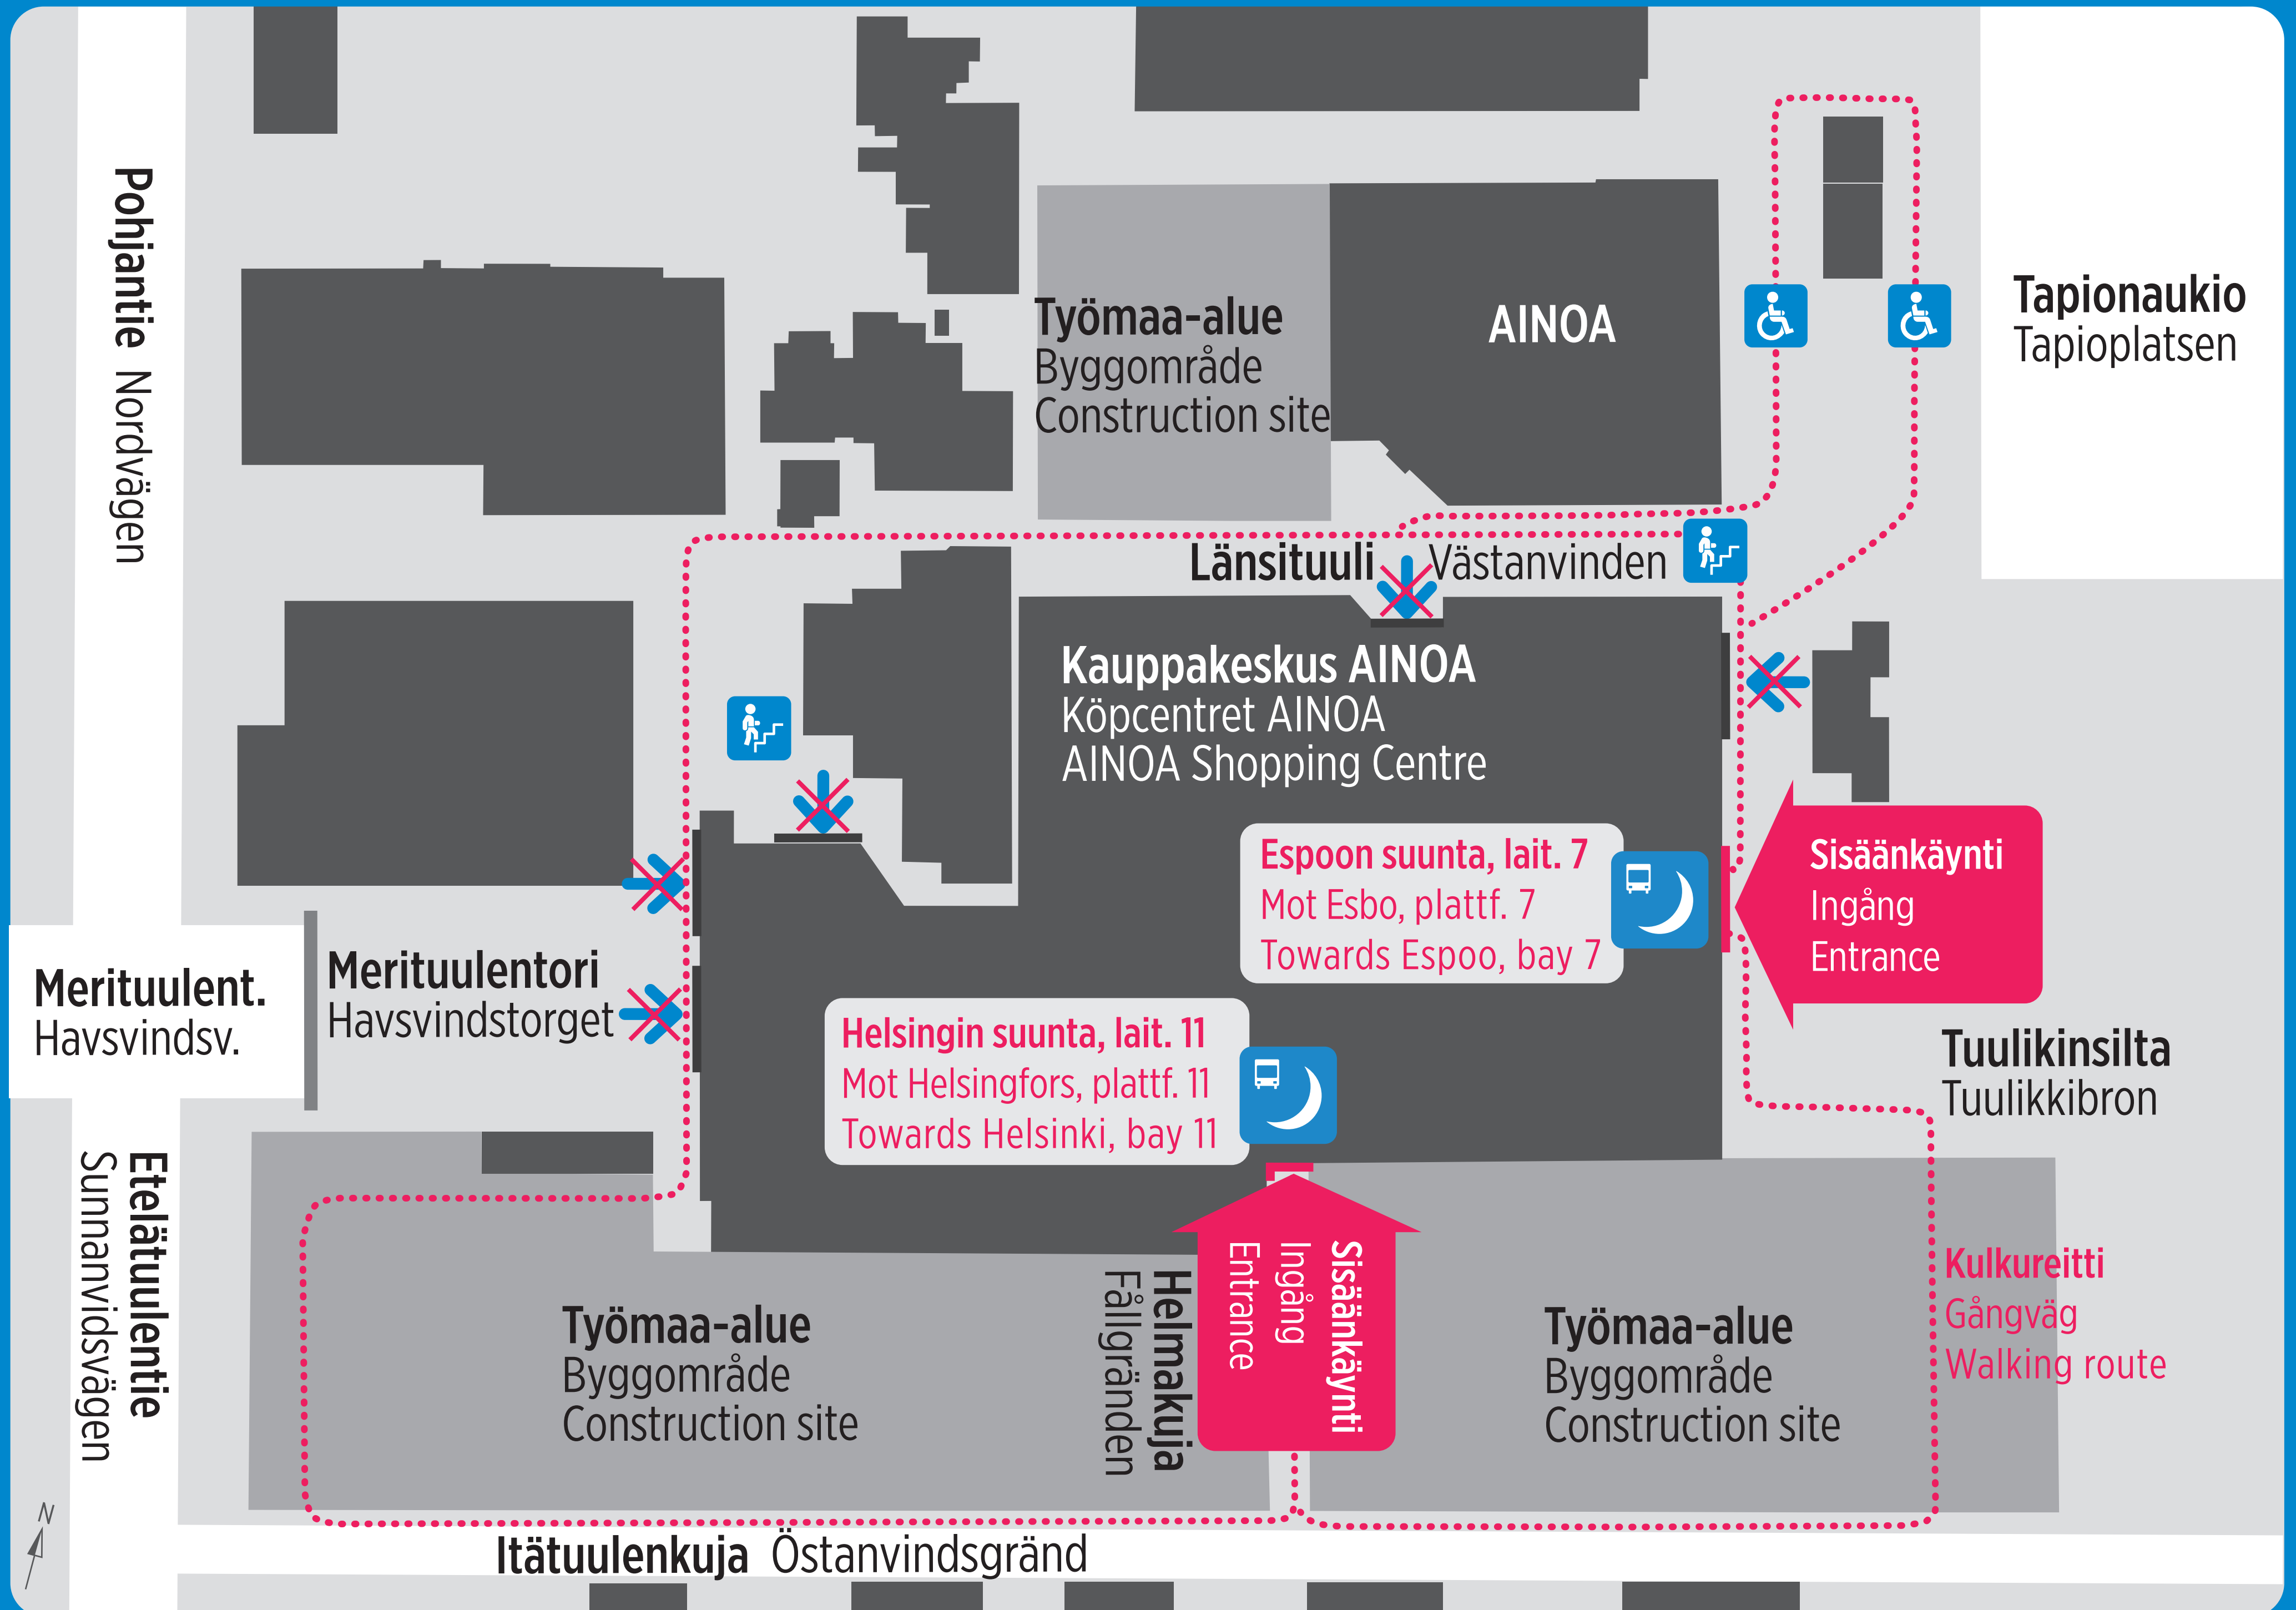 Pohjantie Nordvägen
Työmaa-alue
Byggområde
Construction site
AINOA
Tapionaukio
Tapioplatsen
Länsituuli Västanvinden
Kauppakeskus AINOA
Köpcentret AINOA
AINOA Shopping Centre
Espoon suunta, lait. 7
Mot Esbo, plattf. 7
Towards Espoo, bay 7
Sisäänkäynti
Ingång
Entrance
Merituulent.
Havsvindsv.
Merituulentori
Havsvindstorget
Helsingin suunta, lait. 11
Mot Helsingfors, plattf. 11
Towards Helsinki, bay 11
Tuulikinsilta
Tuulikkibron
Etelätuulentie
Sunnanvidsvägen
Työmaa-alue
Byggområde
Construction site
Helmakuja
Fållgränden
Sisäänkäynti
Ingång
Entrance
Työmaa-alue
Byggområde
Construction site
Kulkureitti
Gångväg
Walking route
N
Itätuulenkuja Östanvindsgränd